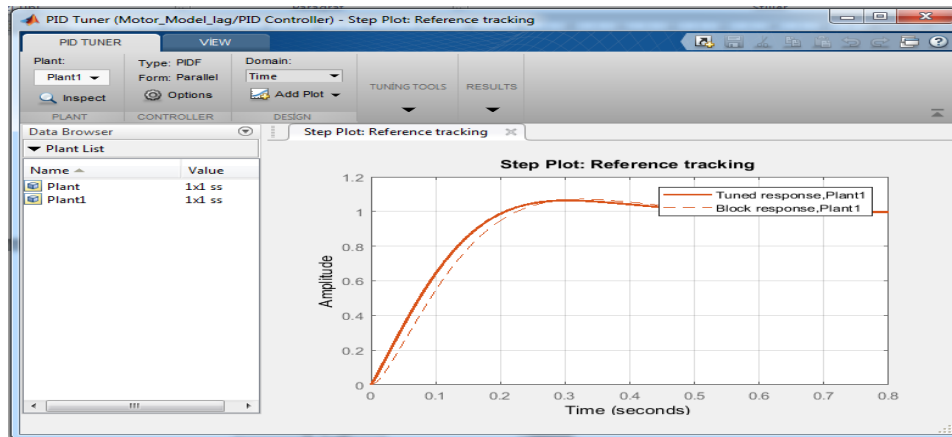 PID Tuner (Motor_Model_lag/PID Controller) - Step Plot: Reference tracking
PID TUNER
VIEW
Plant:
Plant1
Inspect
PLANT
Type: PIDF
Form: Parallel
Options
CONTROLLER
Domain:
Time
Add Plot
DESIGN
TUNING TOOLS
RESULTS
Data Browser
Plant List
Name
Value
Plant
1x1 ss
Plant1
1x1 ss
Step Plot: Reference tracking
Step Plot: Reference tracking
Tuned response,Plant1
Block response,Plant1
Amplitude
1.2
1
0.8
0.6
0.4
0.2
0
0
0.1
0.2
0.3
0.4
0.5
0.6
0.7
0.8
Time (seconds)